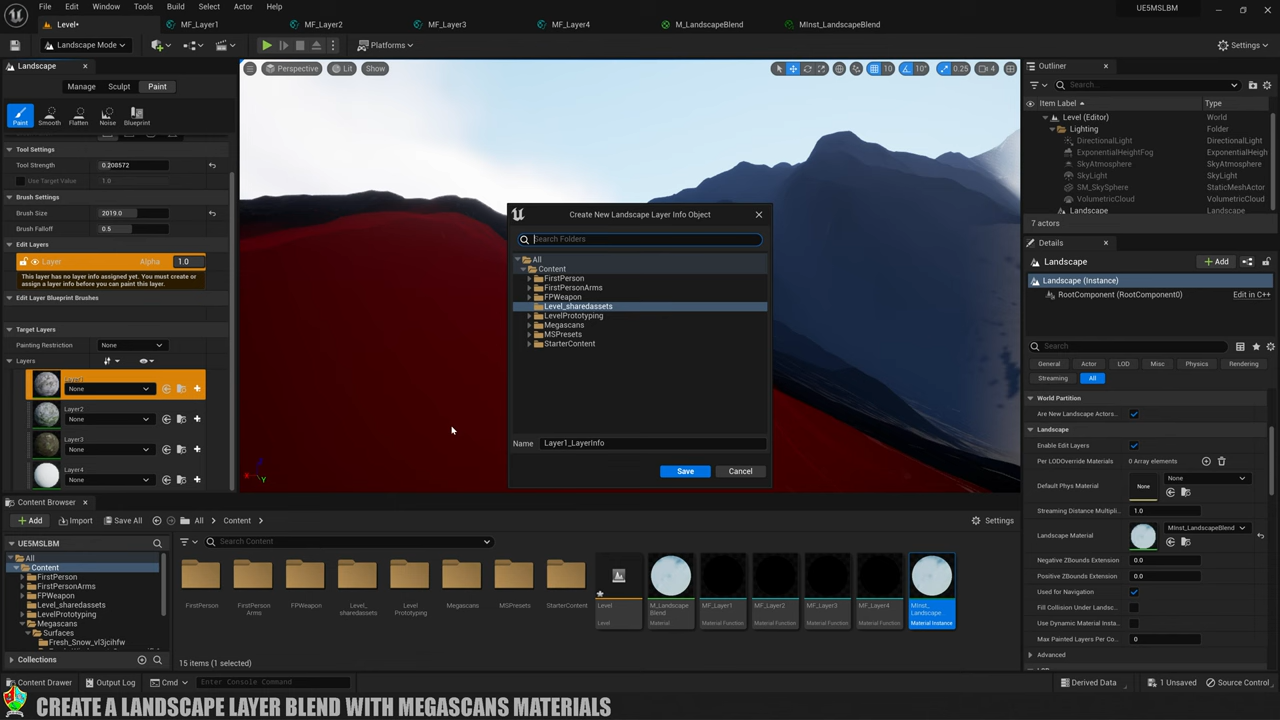 File Edit Window Tools Build Select Actor Help
UE5MSLBM
Level•
MF_Layer1
MF_Layer2
MF_Layer3
MF_Layer4
M_LandscapeBlend
MInst_LandscapeBlend
Landscape Mode
Platforms
Settings
Landscape
Manage Sculpt Paint
Paint Smooth Flatten Noise Blueprint
Tool Settings
Tool Strength 0.208572
Use Target Value 1.0
Brush Settings
Brush Size 2019.0
Brush Falloff 0.5
Edit Layers
Layer Alpha 1.0
This layer has no layer info assigned yet. You must create or
assign a layer info before you can paint this layer.
Edit Layer Blueprint Brushes
Target Layers
Painting Restriction None
Layers
None
Layer2
None
Layer3
None
Layer4
None
Perspective Lit Show
10 10° 0.25 4
Create New Landscape Layer Info Object
Search Folders
All
Content
FirstPerson
FirstPersonArms
FPWeapon
Level_sharedassets
LevelPrototyping
Megascans
MSPresets
StarterContent
Name Layer1_LayerInfo
Save Cancel
Outliner
Search...
Item Label Type
Level (Editor) World
Lighting Folder
DirectionalLight DirectionalLight
ExponentialHeightFog ExponentialHeigh
SkyAtmosphere SkyAtmosphere
SkyLight SkyLight
SM_SkySphere StaticMeshActor
VolumetricCloud VolumetricCloud
Landscape Landscape
7 actors
Details
Landscape
Add
Landscape (Instance)
RootComponent (RootComponent0) Edit in C++
Search
General Actor LOD Misc Physics Rendering
Streaming All
World Partition
Are New Landscape Actors..
Landscape
Enable Edit Layers
Per LODOverride Materials 0 Array elements
Default Phys Material None None
Streaming Distance Multipli.. 1.0
Landscape Material MInst_LandscapeBlend
Negative ZBounds Extension 0.0
Positive ZBounds Extension 0.0
Used for Navigation
Fill Collision Under Landsc..
Use Dynamic Material Insta..
Max Painted Layers Per Co.. 0
Advanced
Content Browser
Add Import Save All All Content
Settings
UE5MSLBM
Search Content
All
Content
FirstPerson
FirstPersonArms
FPWeapon
Level_sharedassets
LevelPrototyping
Megascans
Surfaces
Fresh_Snow_vl3jcihfw
Collections
FirstPerson
FirstPerson
Arms
FPWeapon
Level_
sharedassets
Level
Prototyping
Megascans
MSPresets
StarterContent
Level
Level
M_Landscape
Blend
Material
MF_Layer1
Material Function
MF_Layer2
Material Function
MF_Layer3
Material Function
MF_Layer4
Material Function
MInst_
Landscape
Material Instance
15 items (1 selected)
Content Drawer Output Log Cmd Enter Console Command
Derived Data 1 Unsaved Source Control
CREATE A LANDSCAPE LAYER BLEND WITH MEGASCANS MATERIALS